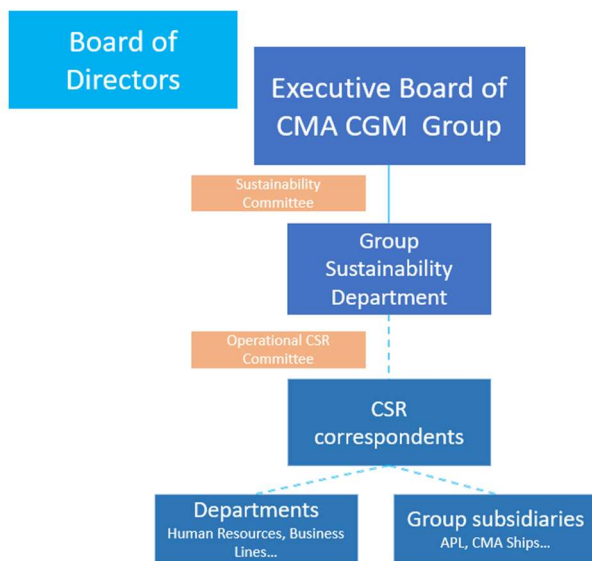 Board of
Directors
Executive Board of
CMA CGM Group
Sustainability
Committee
Group
Sustainability
Department
Operational CSR
Committee
CSR
correspondents
Departments
Human Resources, Business
Lines...
Group subsidiaries
APL, CMA Ships...